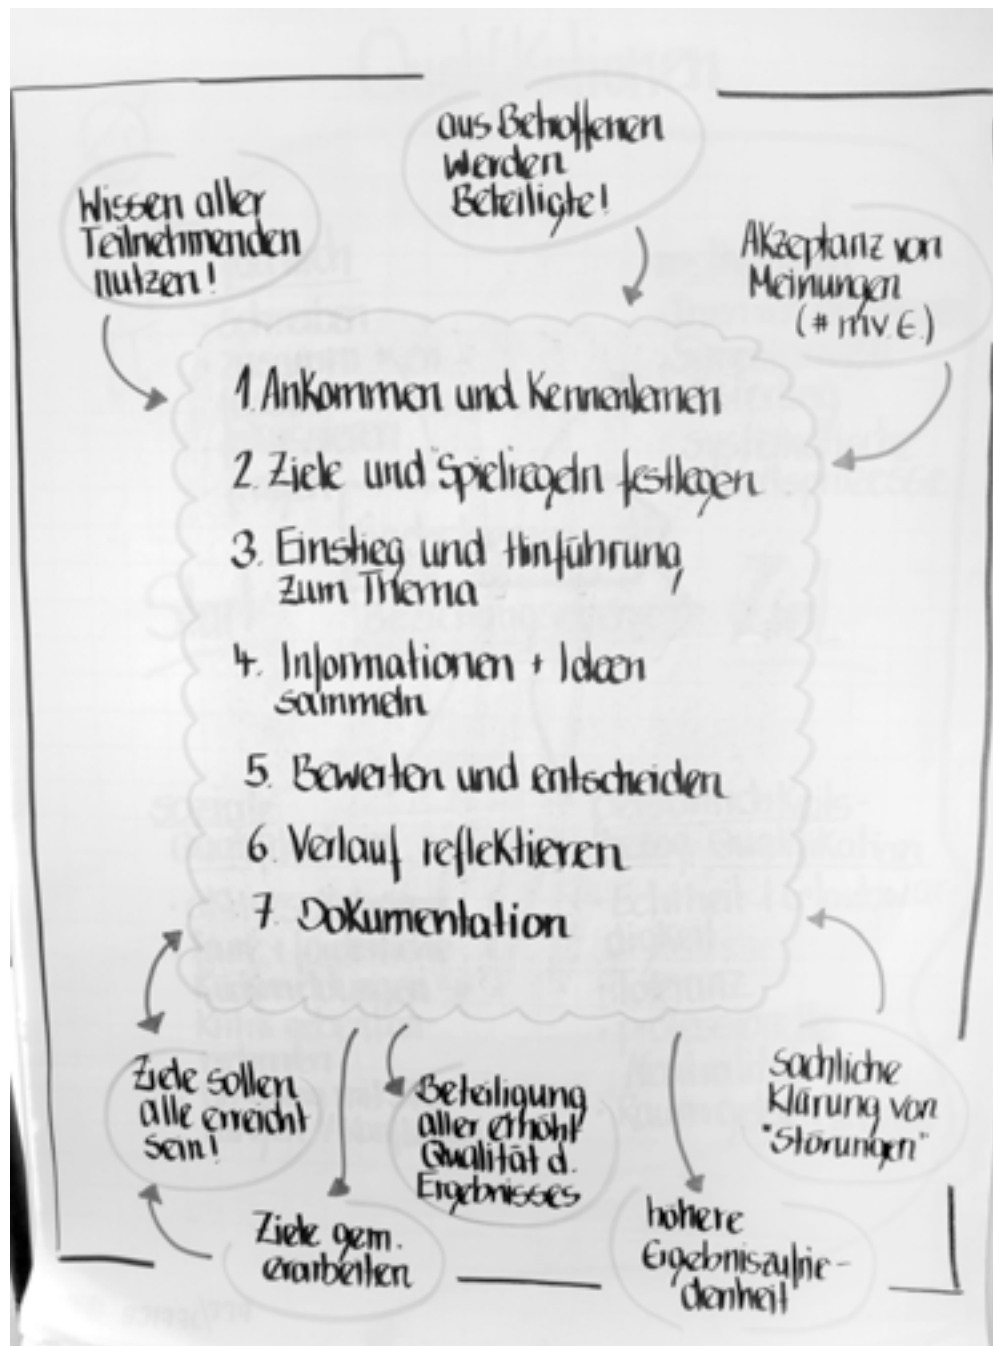 aus Betroffenen
werden
Beteiligte!
Wissen aller
Teilnehmenden
nutzen!
Akzeptanz von
Meinungen
(# m.v.E.)
1. Ankommen und Kennenlernen
2. Ziele und Spielregeln festlegen
3. Einstieg und Hinführung
zum Thema
4. Informationen + Ideen
sammeln
5. Bewerten und entscheiden
6. Verlauf reflektieren
7. Dokumentation
Ziele sollen
alle erreicht
sein!
Beteiligung
aller erhöht
Qualität d.
Ergebnisses
sachliche
Klärung von
"Störungen"
Ziele gem.
erarbeiten
höhere
Ergebniszufrie-
denheit